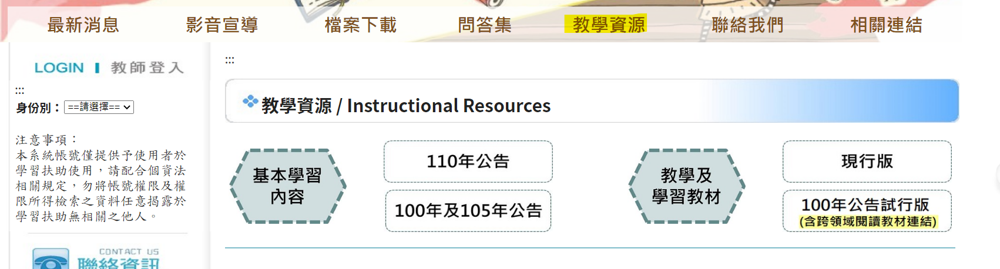 最新消息 影音宣導 檔案下載 問答集 教學資源 聯絡我們 相關連結
LOGIN 教師登入
:::
身份別：==請選擇==
注意事項：
本系統帳號僅提供予使用者於
學習扶助使用，請配合個資法
相關規定，勿將帳號權限及權
限所得檢索之資料任意揭露於
學習扶助無相關之他人。
CONTACT US
聯絡資訊
:::
教學資源 / Instructional Resources
基本學習
內容
110年公告
100年及105年公告
教學及
學習教材
現行版
100年公告試行版
(含跨領域閱讀教材連結)